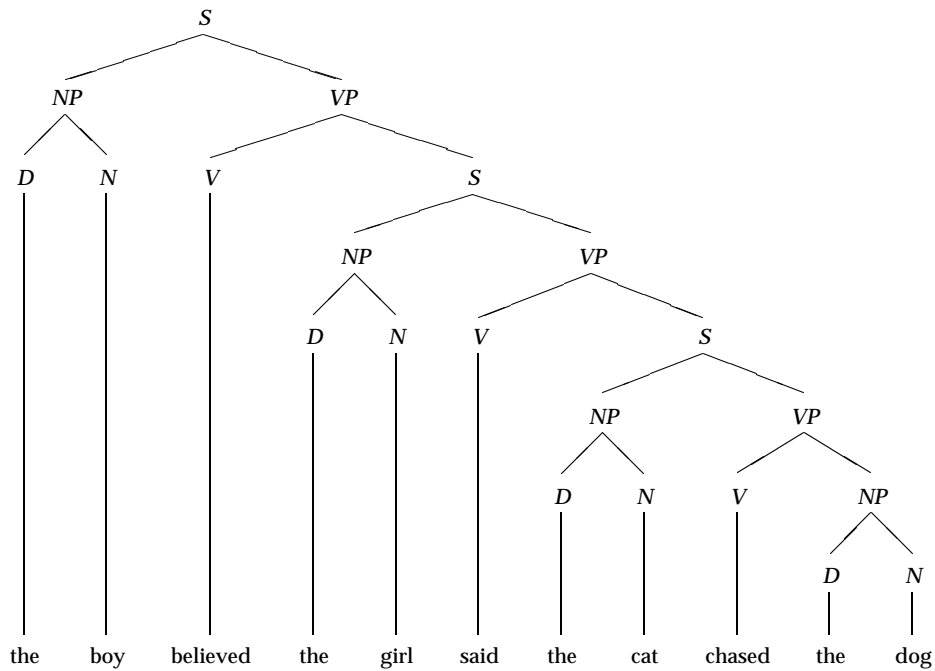 S
NP VP
D N V S
NP VP
D N V S
NP VP
D N V NP
D N
the boy believed the girl said the cat chased the dog